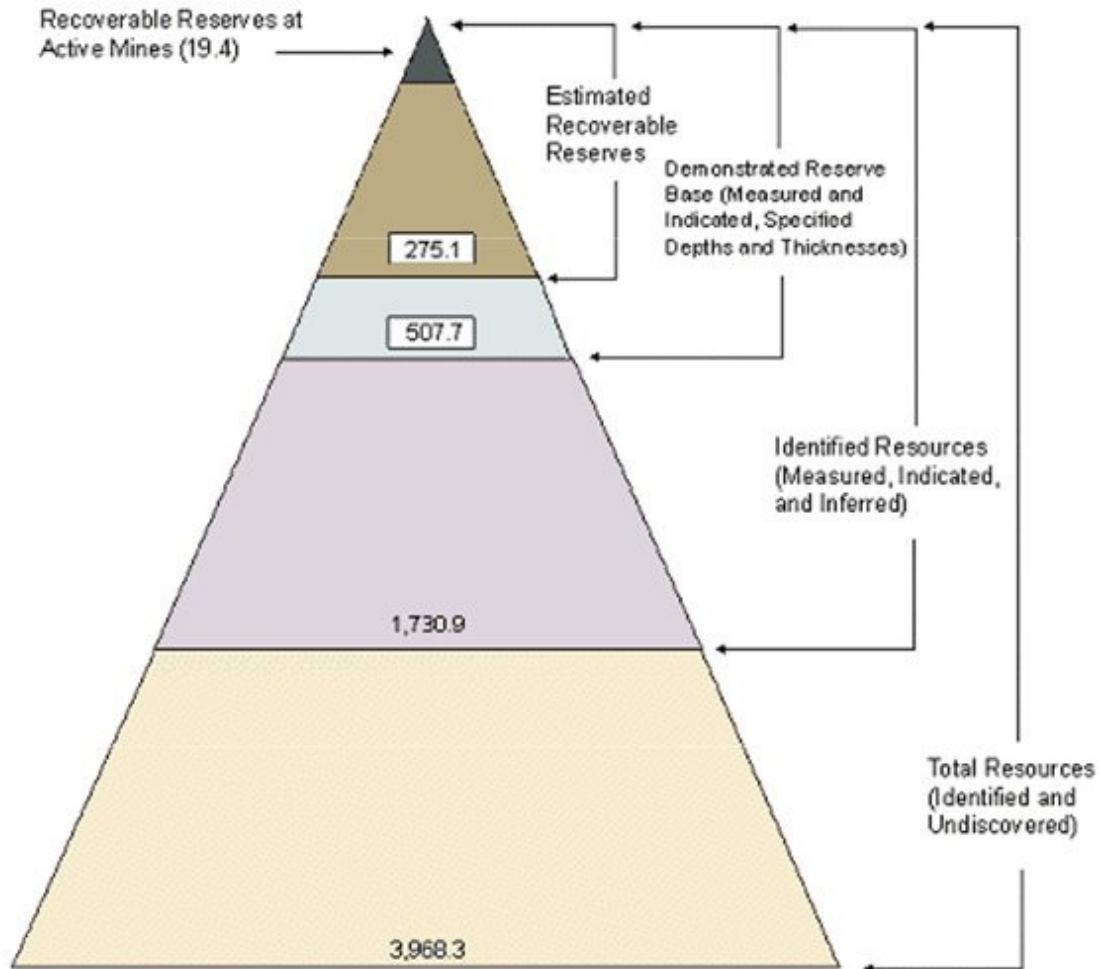 Recoverable Reserves at
Active Mines (19.4)
Estimated
Recoverable
Reserves
Demonstrated Reserve
Base (Measured and
Indicated, Specified
Depths and Thicknesses)
275.1
507.7
Identified Resources
(Measured, Indicated,
and Inferred)
1,730.9
Total Resources
(Identified and
Undiscovered)
3,968.3